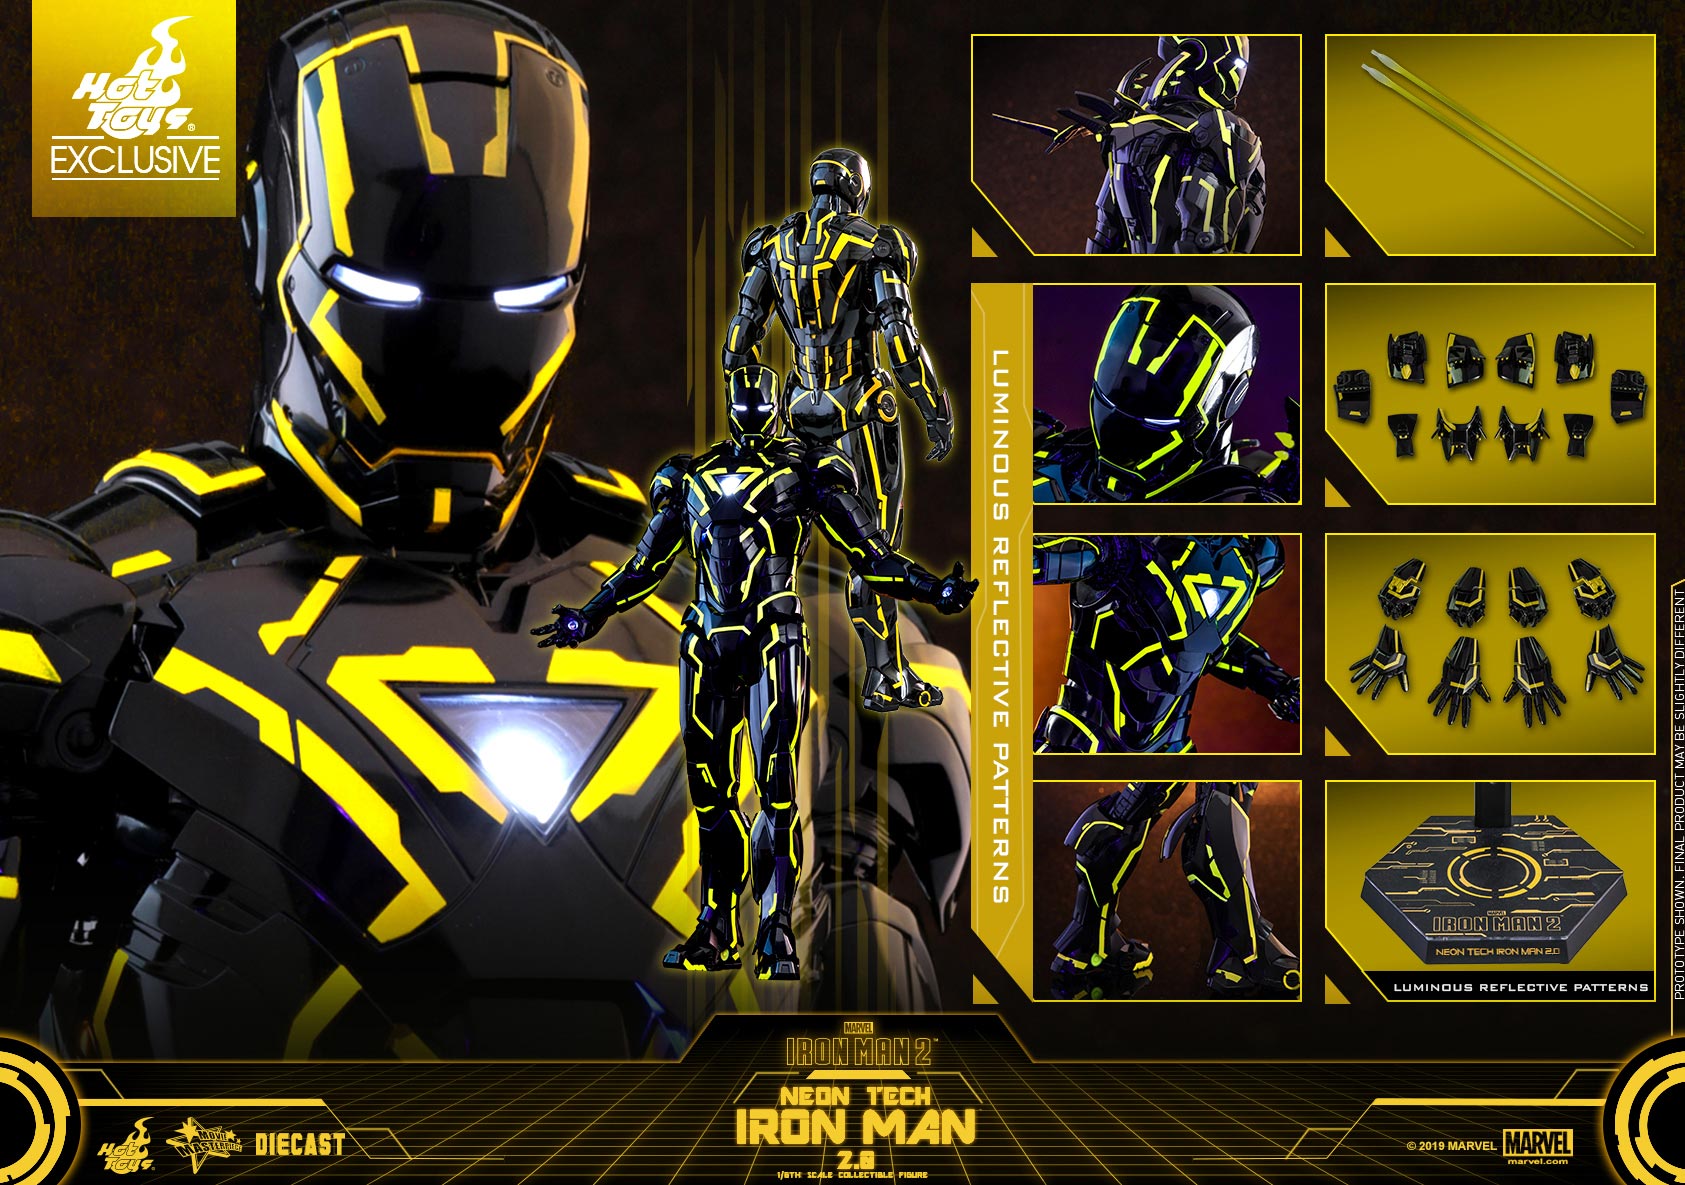 Hot
Toys®
EXCLUSIVE
LUMINOUS REFLECTIVE PATTERNS
MARVEL
IRON MAN 2
NEON TECH IRON MAN 2.0
LUMINOUS REFLECTIVE PATTERNS
PROTOTYPE SHOWN. FINAL PRODUCT MAY BE SLIGHTLY DIFFERENT
MARVEL
IRON MAN 2™
NEON TECH
IRON MAN
2.0
1/6TH SCALE COLLECTIBLE FIGURE
Hot
Toys®
MOVIE
MASTERPIECE
DIECAST
© 2019 MARVEL
MARVEL
marvel.com